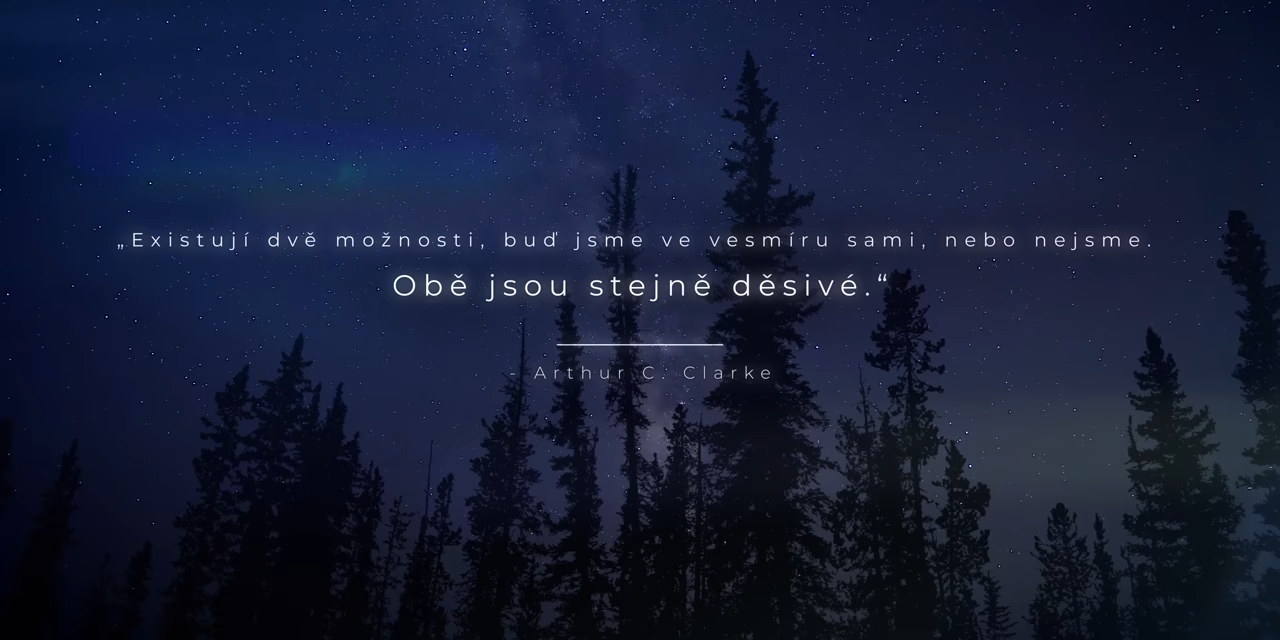 „Existují dvě možnosti, buď jsme ve vesmíru sami, nebo nejsme.
Obě jsou stejně děsivé.“
- Arthur C. Clarke